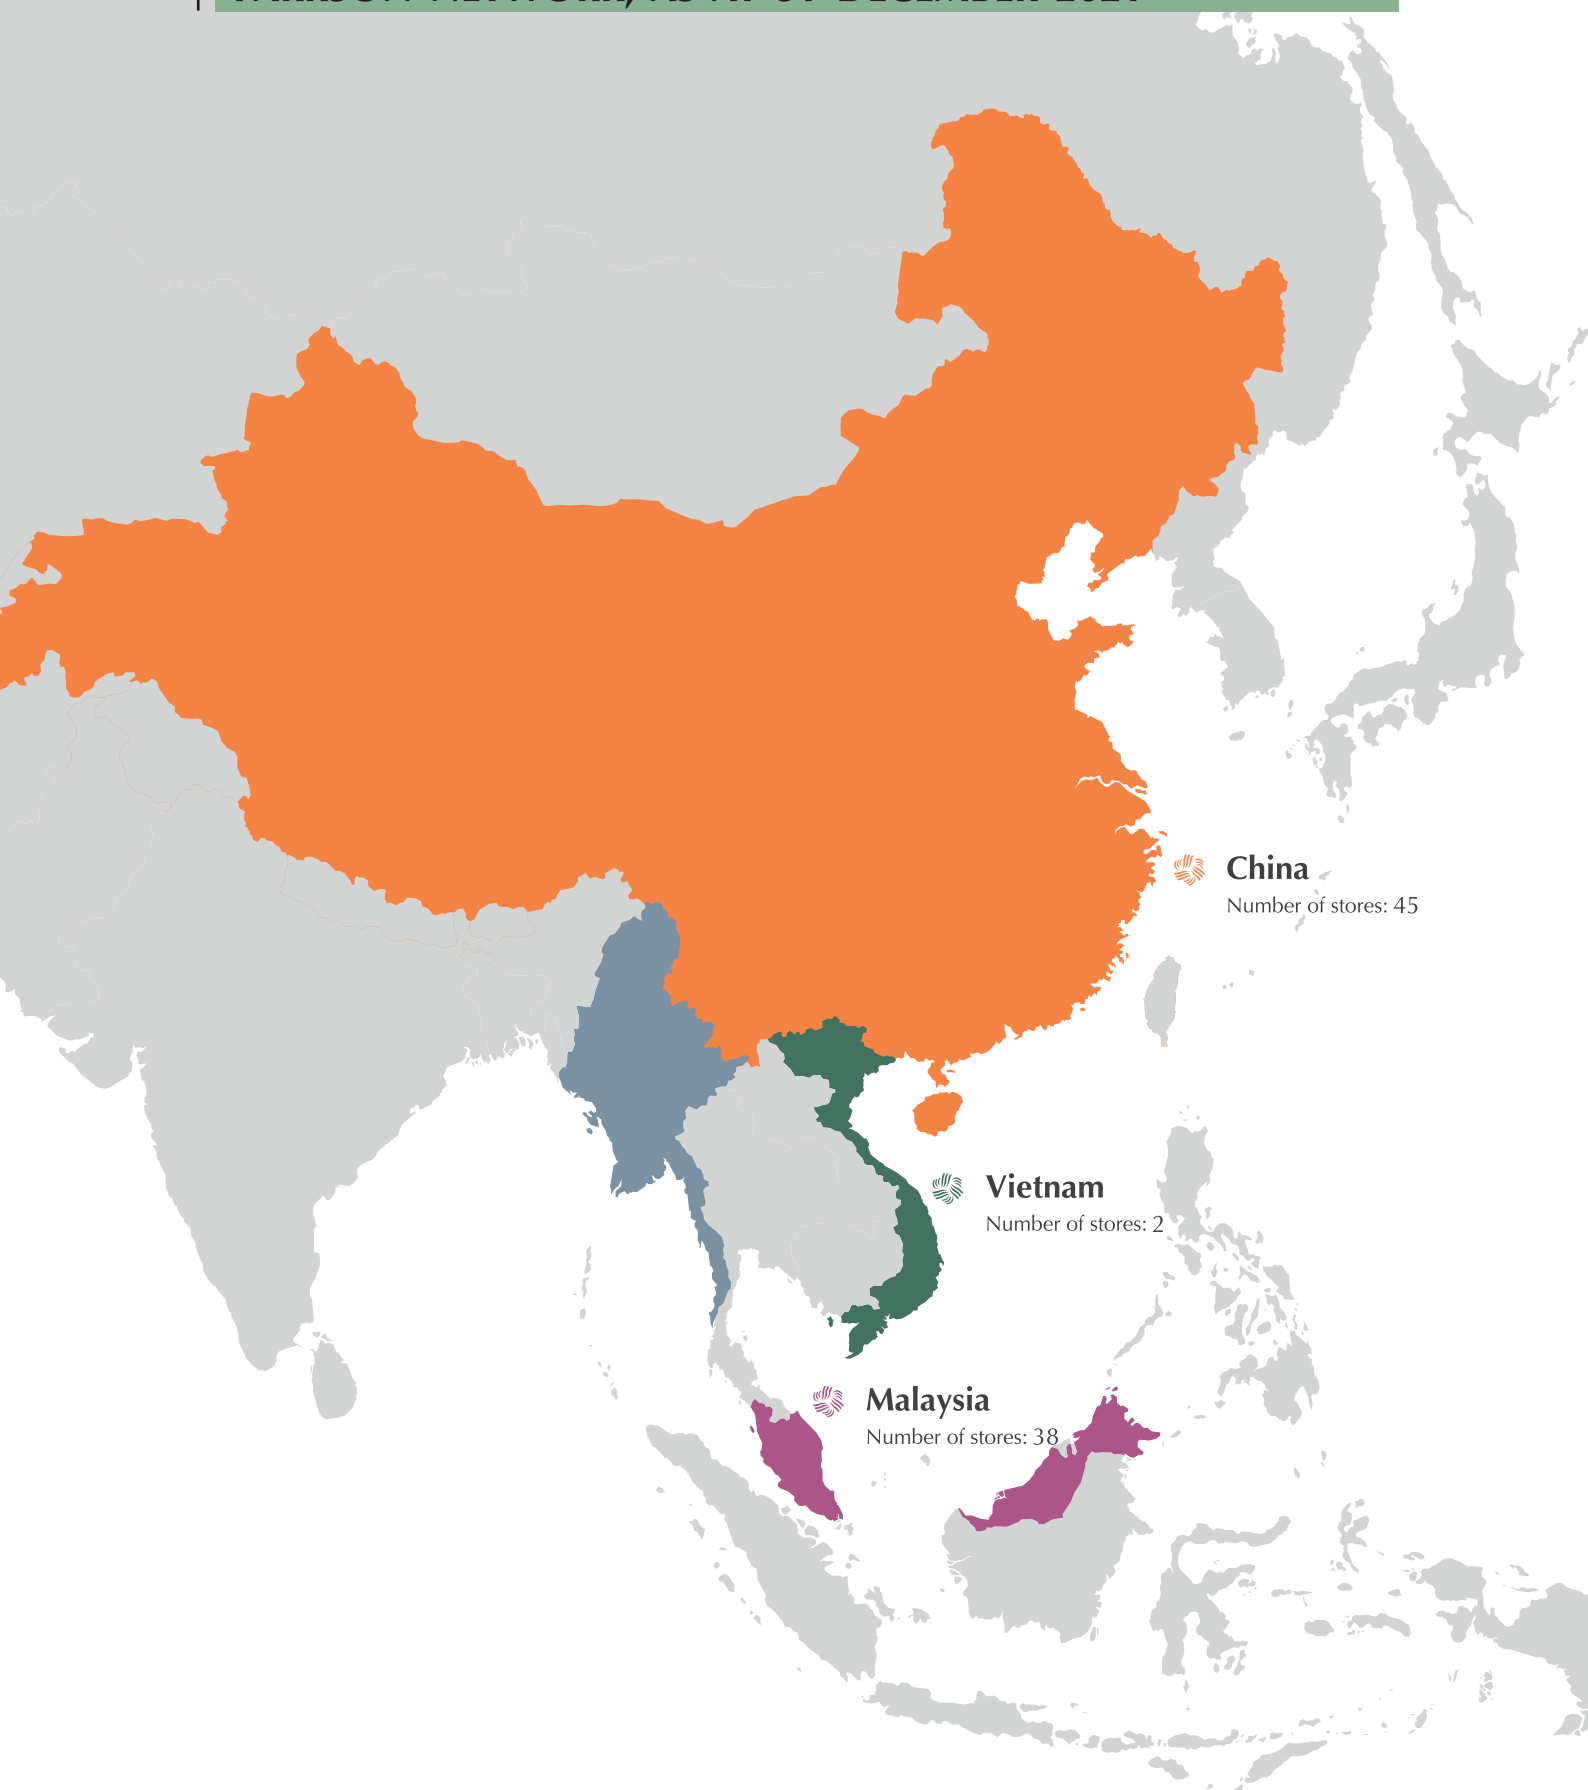 China
Number of stores: 45
Vietnam
Number of stores: 2
Malaysia
Number of stores: 38